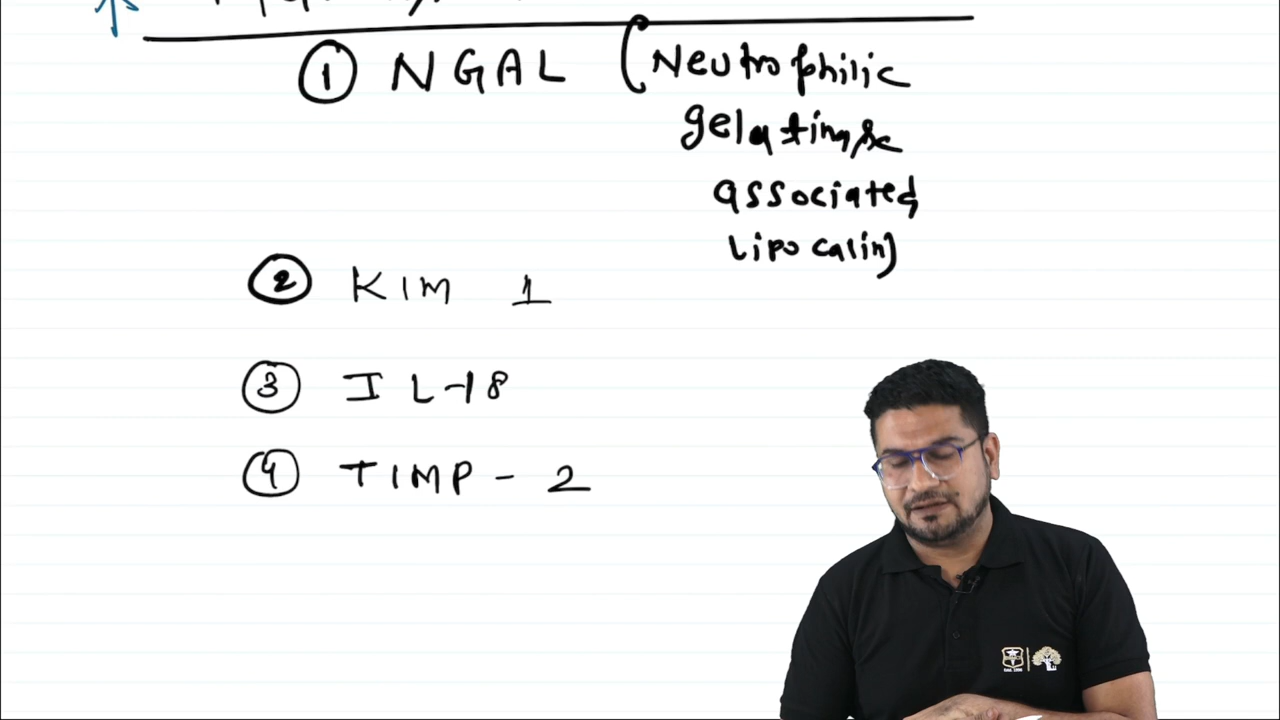 ① NGAL (Neutrophilic
gelatinase
associated
Lipocalin)
② KIM 1
③ IL-18
④ TIMP - 2